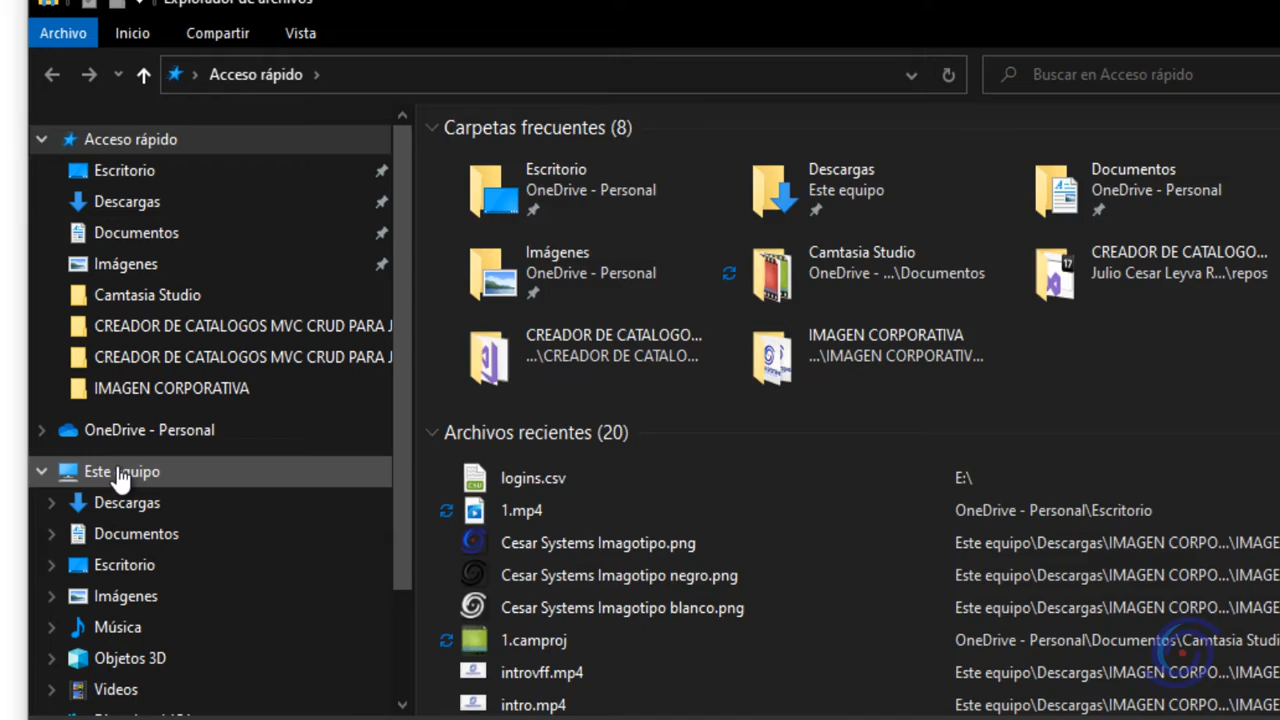 Explorador de archivos
Archivo Inicio Compartir Vista
Acceso rápido
Buscar en Acceso rápido
Acceso rápido
Escritorio
Descargas
Documentos
Imágenes
Camtasia Studio
CREADOR DE CATALOGOS MVC CRUD PARA J
CREADOR DE CATALOGOS MVC CRUD PARA J
IMAGEN CORPORATIVA
OneDrive - Personal
Este equipo
Descargas
Documentos
Escritorio
Imágenes
Música
Objetos 3D
Videos
Carpetas frecuentes (8)
Escritorio
OneDrive - Personal
Descargas
Este equipo
Documentos
OneDrive - Personal
Imágenes
OneDrive - Personal
Camtasia Studio
OneDrive - ...\Documentos
CREADOR DE CATALOGO...
Julio Cesar Leyva R...\repos
CREADOR DE CATALOGO...
...\CREADOR DE CATALO...
IMAGEN CORPORATIVA
...\IMAGEN CORPORATIV...
Archivos recientes (20)
logins.csv E:\
1.mp4 OneDrive - Personal\Escritorio
Cesar Systems Imagotipo.png Este equipo\Descargas\IMAGEN CORPO...\IMAGE
Cesar Systems Imagotipo negro.png Este equipo\Descargas\IMAGEN CORPO...\IMAGE
Cesar Systems Imagotipo blanco.png Este equipo\Descargas\IMAGEN CORPO...\IMAGE
1.camproj OneDrive - Personal\Documentos\Camtasia Studi
introvff.mp4 Este equipo\Descargas\IMAGEN CORPO...\IMAGE
intro.mp4 Este equipo\Descargas\IMAGEN CORPO...\IMAGE